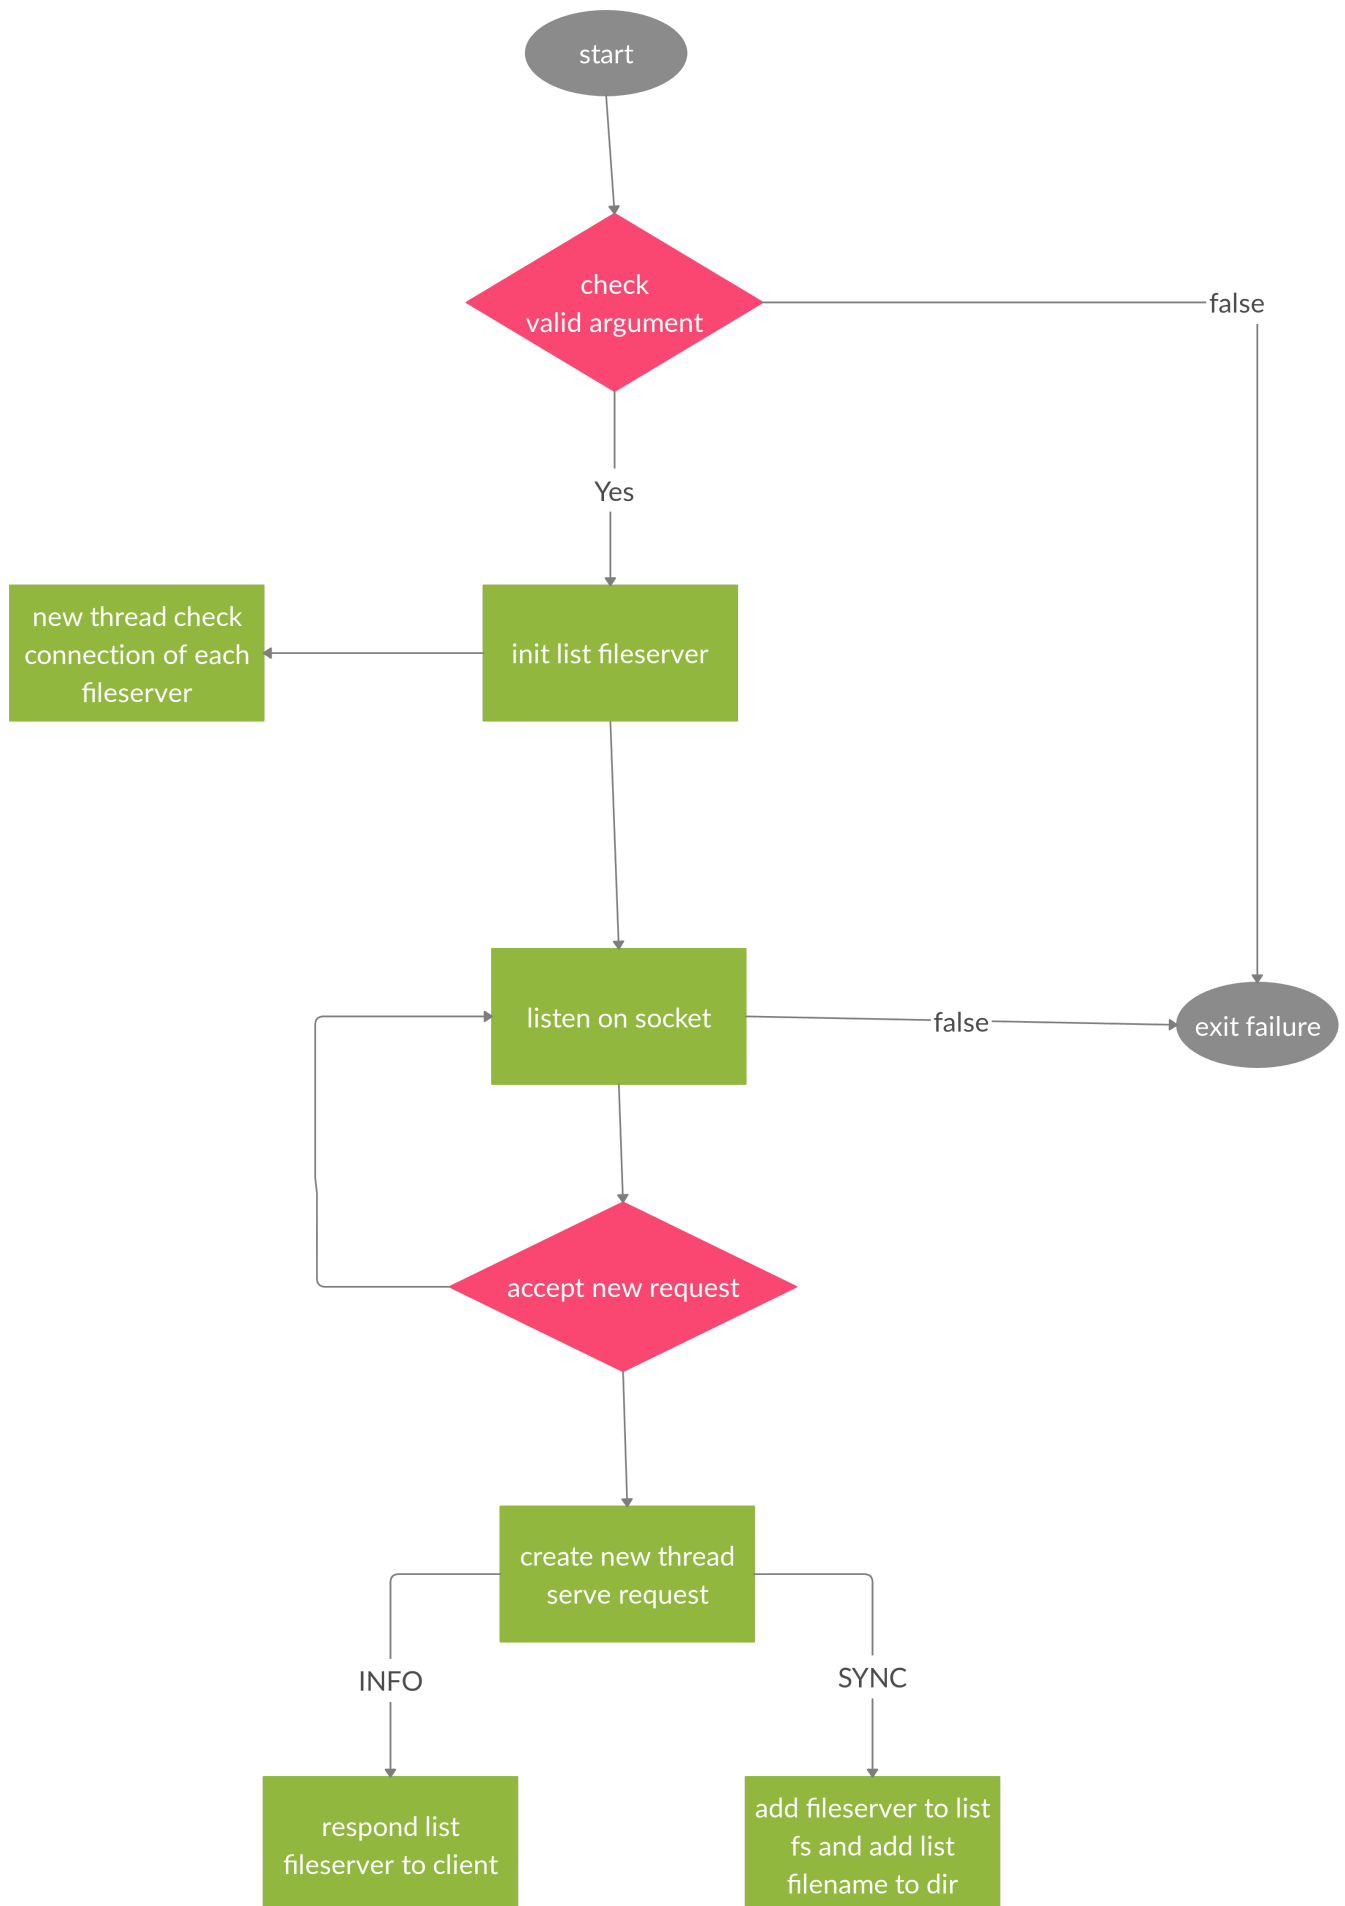 start
check
valid argument
false
Yes
new thread check
connection of each
fileserver
init list fileserver
listen on socket
false
exit failure
accept new request
create new thread
serve request
INFO
SYNC
respond list
fileserver to client
add fileserver to list
fs and add list
filename to dir